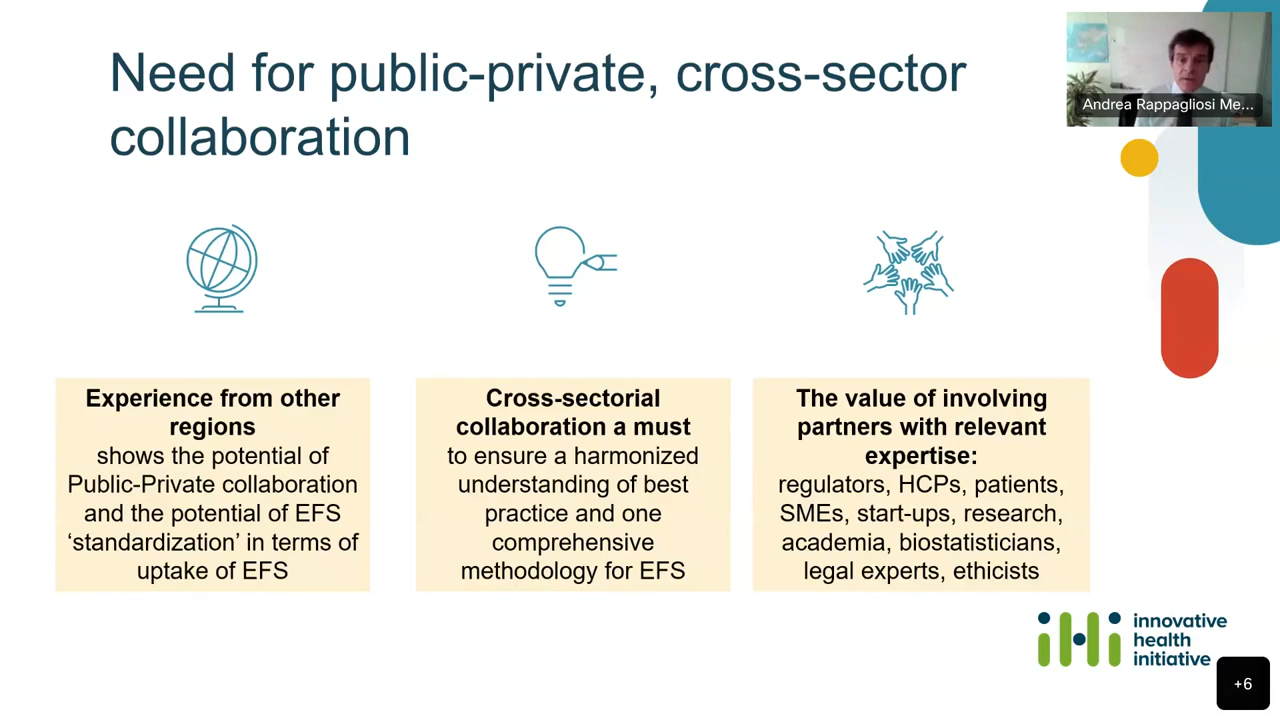 Need for public-private, cross-sector
collaboration
Andrea Rappagliosi Me...
Experience from other
regions
shows the potential of
Public-Private collaboration
and the potential of EFS
‘standardization’ in terms of
uptake of EFS
Cross-sectorial
collaboration a must
to ensure a harmonized
understanding of best
practice and one
comprehensive
methodology for EFS
The value of involving
partners with relevant
expertise:
regulators, HCPs, patients,
SMEs, start-ups, research,
academia, biostatisticians,
legal experts, ethicists
iHi
innovative
health
initiative
+6